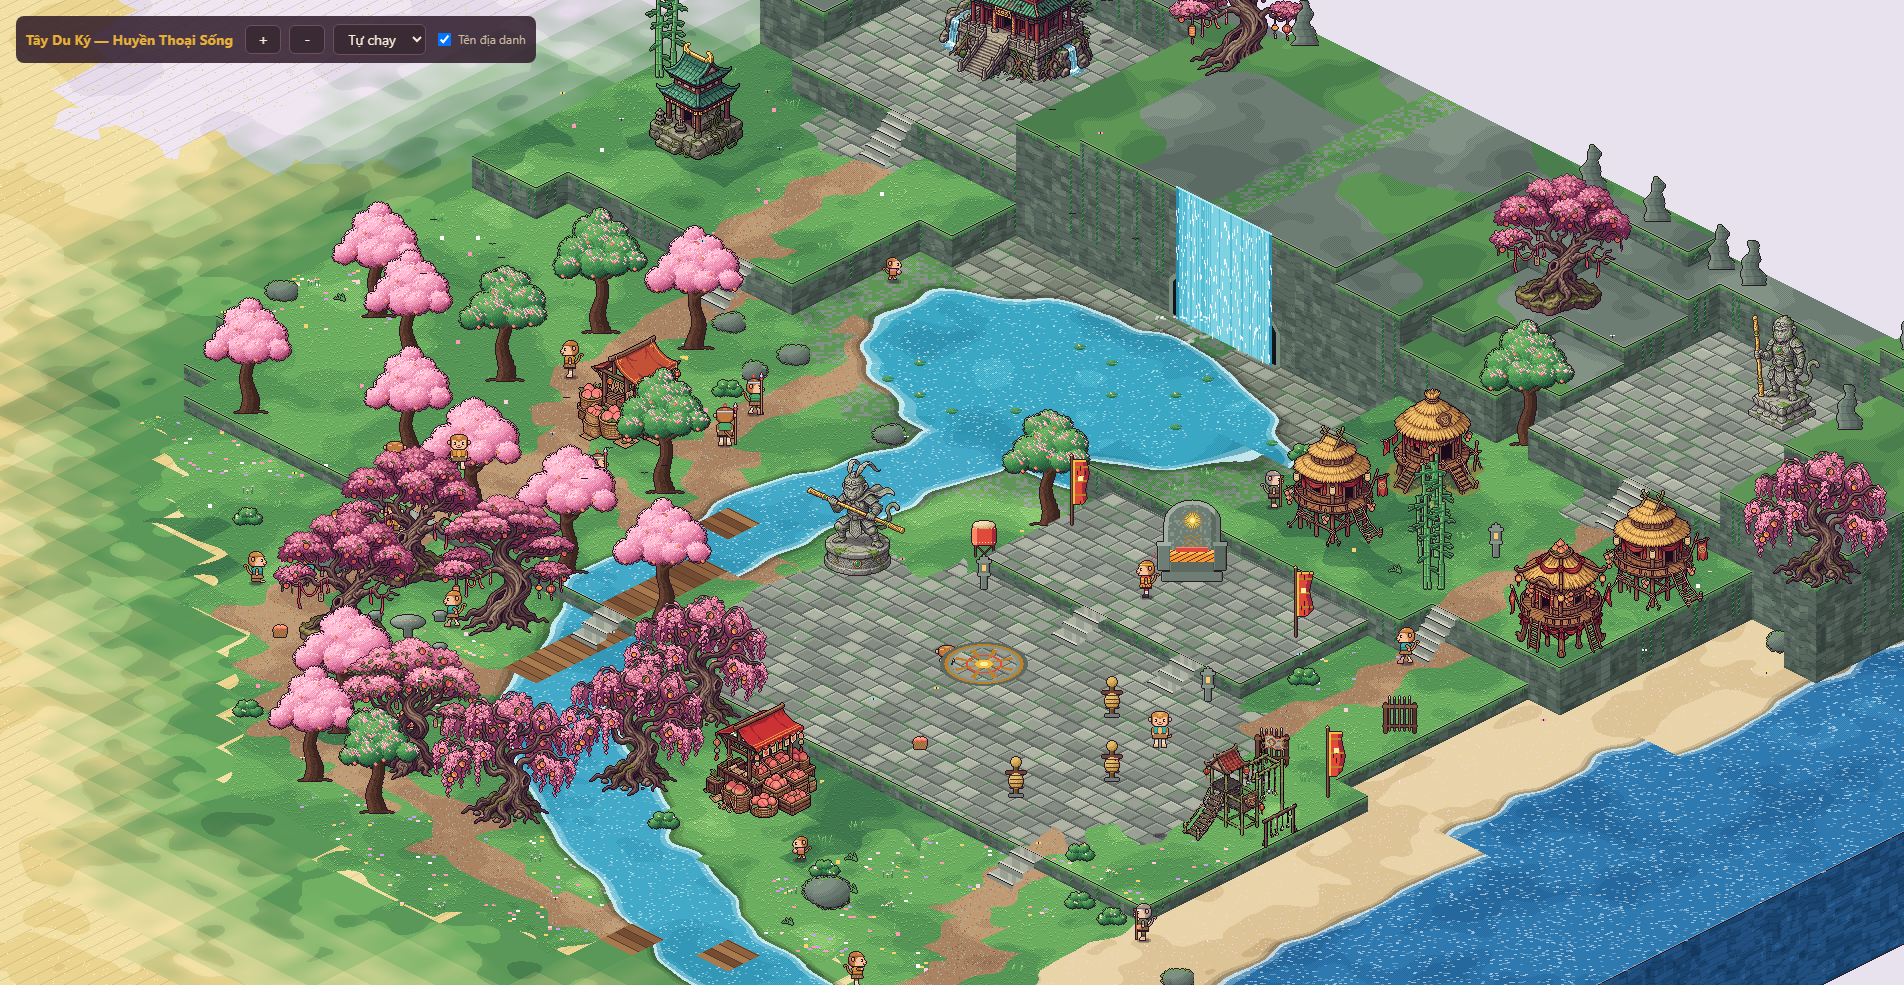 Tây Du Ký — Huyền Thoại Sống
+
-
Tự chạy
Tên địa danh